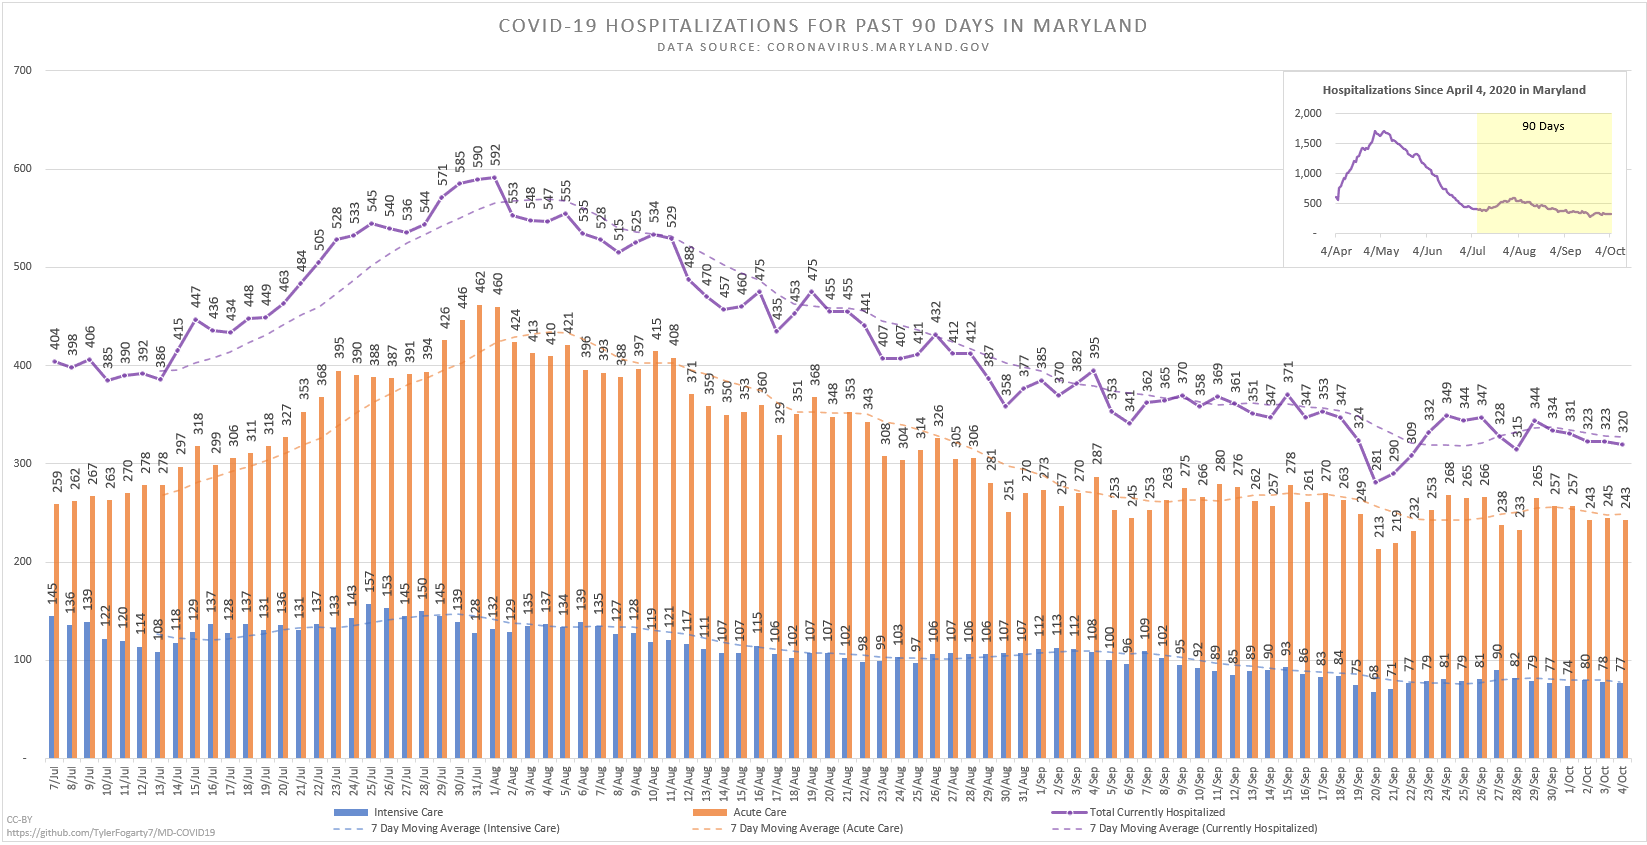 COVID-19 HOSPITALIZATIONS FOR PAST 90 DAYS IN MARYLAND
DATA SOURCE: CORONAVIRUS.MARYLAND.GOV
700
600
500
400
300
200
100
-
Hospitalizations Since April 4, 2020 in Maryland
2,000
1,500
1,000
500
-
90 Days
4/Apr 4/May 4/Jun 4/Jul 4/Aug 4/Sep 4/Oct
404 398 406 385 390 392 386 415 447 436 434 448 449 463 484 505 528 533 545 540 536 544 571 585 590 592 553 548 547 555 535 528 515 525 534 529 488 470 457 460 475 435 453 475 455 455 441 407 407 411 432 412 412 387 358 377 385 370 382 395 353 341 362 365 370 358 369 361 351 347 371 347 353 347 324 281 290 309 332 349 344 347 328 315 344 334 331 323 323 320
259 262 267 263 270 278 278 297 318 299 306 311 318 327 353 368 395 390 388 387 391 394 426 446 462 460 424 413 410 421 396 393 388 397 415 408 371 359 350 353 360 329 351 368 348 353 343 308 304 314 326 305 306 281 251 270 273 257 270 287 253 245 253 263 275 266 280 276 262 257 278 261 270 263 249 213 219 232 253 268 265 266 238 233 265 257 257 243 245 243
145 136 139 122 120 114 108 118 129 137 128 137 131 136 131 137 133 143 157 153 145 150 145 139 128 132 129 135 137 134 139 135 127 128 119 121 117 111 107 107 115 106 102 107 107 102 98 99 103 97 106 107 106 106 107 107 112 113 112 108 100 96 109 102 95 92 89 85 89 90 93 86 83 84 75 68 71 77 79 81 79 81 90 82 79 77 74 80 78 77
7/Jul 8/Jul 9/Jul 10/Jul 11/Jul 12/Jul 13/Jul 14/Jul 15/Jul 16/Jul 17/Jul 18/Jul 19/Jul 20/Jul 21/Jul 22/Jul 23/Jul 24/Jul 25/Jul 26/Jul 27/Jul 28/Jul 29/Jul 30/Jul 31/Jul 1/Aug 2/Aug 3/Aug 4/Aug 5/Aug 6/Aug 7/Aug 8/Aug 9/Aug 10/Aug 11/Aug 12/Aug 13/Aug 14/Aug 15/Aug 16/Aug 17/Aug 18/Aug 19/Aug 20/Aug 21/Aug 22/Aug 23/Aug 24/Aug 25/Aug 26/Aug 27/Aug 28/Aug 29/Aug 30/Aug 31/Aug 1/Sep 2/Sep 3/Sep 4/Sep 5/Sep 6/Sep 7/Sep 8/Sep 9/Sep 10/Sep 11/Sep 12/Sep 13/Sep 14/Sep 15/Sep 16/Sep 17/Sep 18/Sep 19/Sep 20/Sep 21/Sep 22/Sep 23/Sep 24/Sep 25/Sep 26/Sep 27/Sep 28/Sep 29/Sep 30/Sep 1/Oct 2/Oct 3/Oct 4/Oct
Intensive Care Acute Care Total Currently Hospitalized
7 Day Moving Average (Intensive Care) 7 Day Moving Average (Acute Care) 7 Day Moving Average (Currently Hospitalized)
CC-BY
https://github.com/TylerFogarty7/MD-COVID19